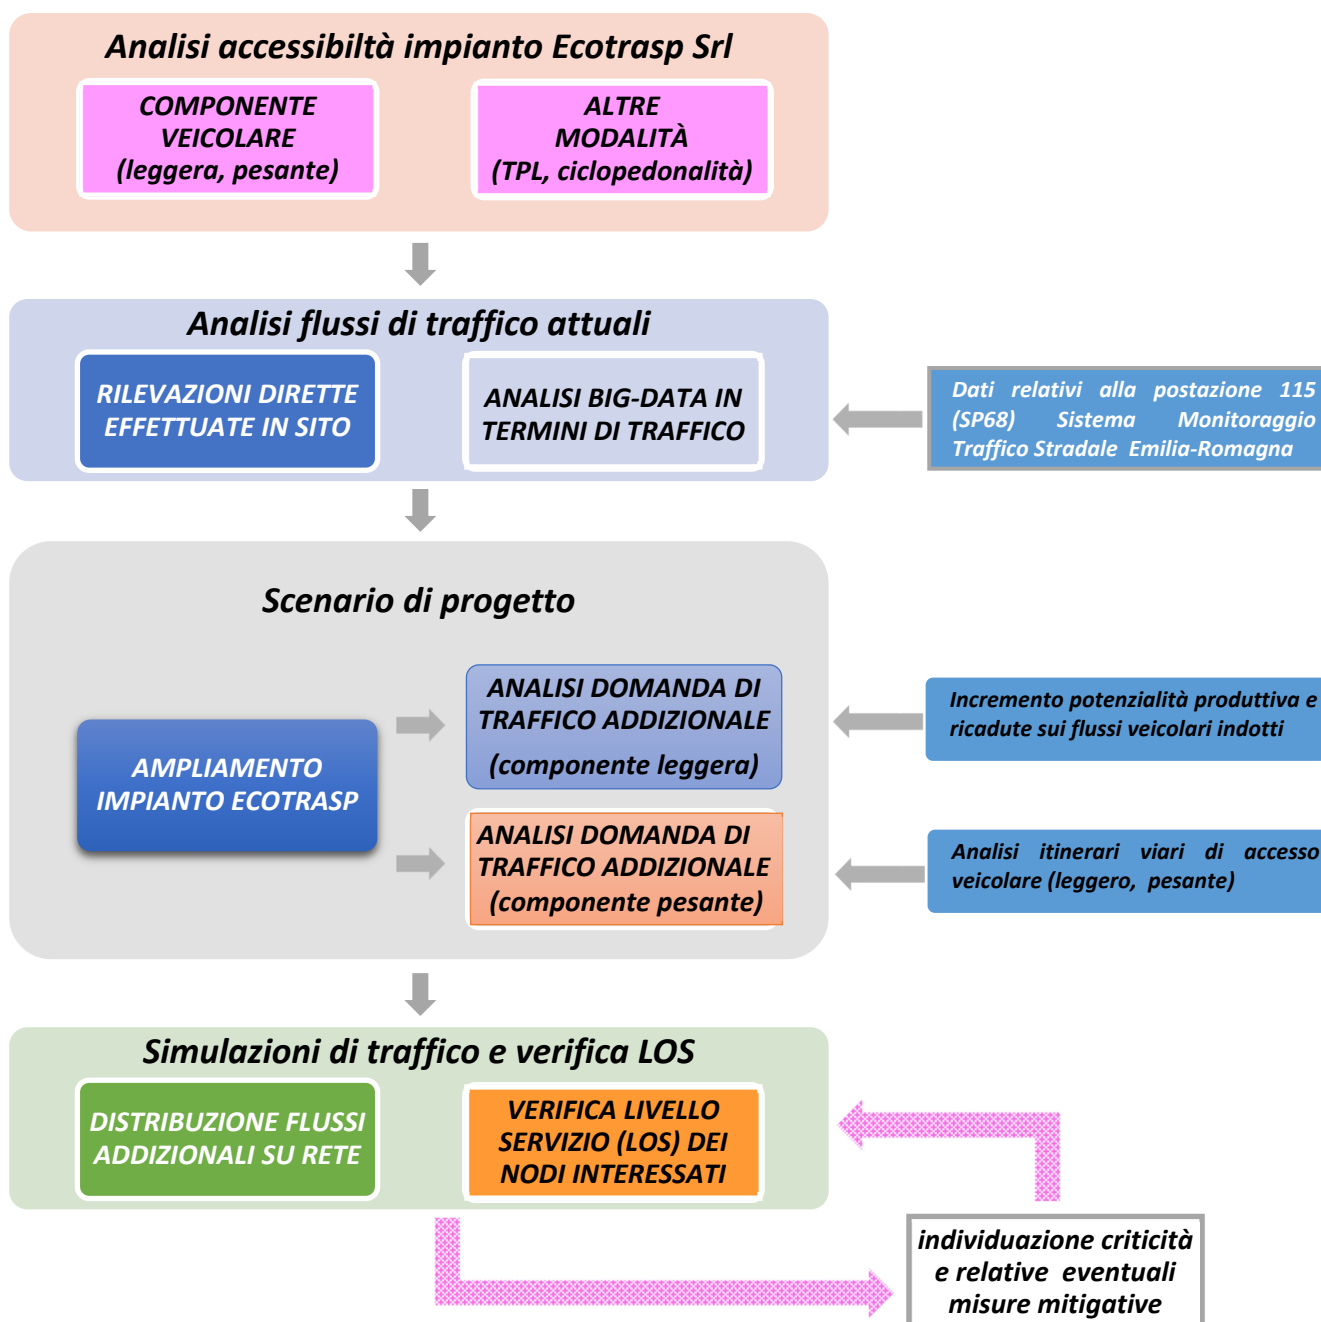 Analisi accessibiltà impianto Ecotrasp Srl
COMPONENTE
VEICOLARE
(leggera, pesante)
ALTRE
MODALITÀ
(TPL, ciclopedonalità)
Analisi flussi di traffico attuali
RILEVAZIONI DIRETTE
EFFETTUATE IN SITO
ANALISI BIG-DATA IN
TERMINI DI TRAFFICO
Dati relativi alla postazione 115
(SP68) Sistema Monitoraggio
Traffico Stradale Emilia-Romagna
Scenario di progetto
AMPLIAMENTO
IMPIANTO ECOTRASP
ANALISI DOMANDA DI
TRAFFICO ADDIZIONALE
(componente leggera)
Incremento potenzialità produttiva e
ricadute sui flussi veicolari indotti
ANALISI DOMANDA DI
TRAFFICO ADDIZIONALE
(componente pesante)
Analisi itinerari viari di accesso
veicolare (leggero, pesante)
Simulazioni di traffico e verifica LOS
DISTRIBUZIONE FLUSSI
ADDIZIONALI SU RETE
VERIFICA LIVELLO
SERVIZIO (LOS) DEI
NODI INTERESSATI
individuazione criticità
e relative eventuali
misure mitigative